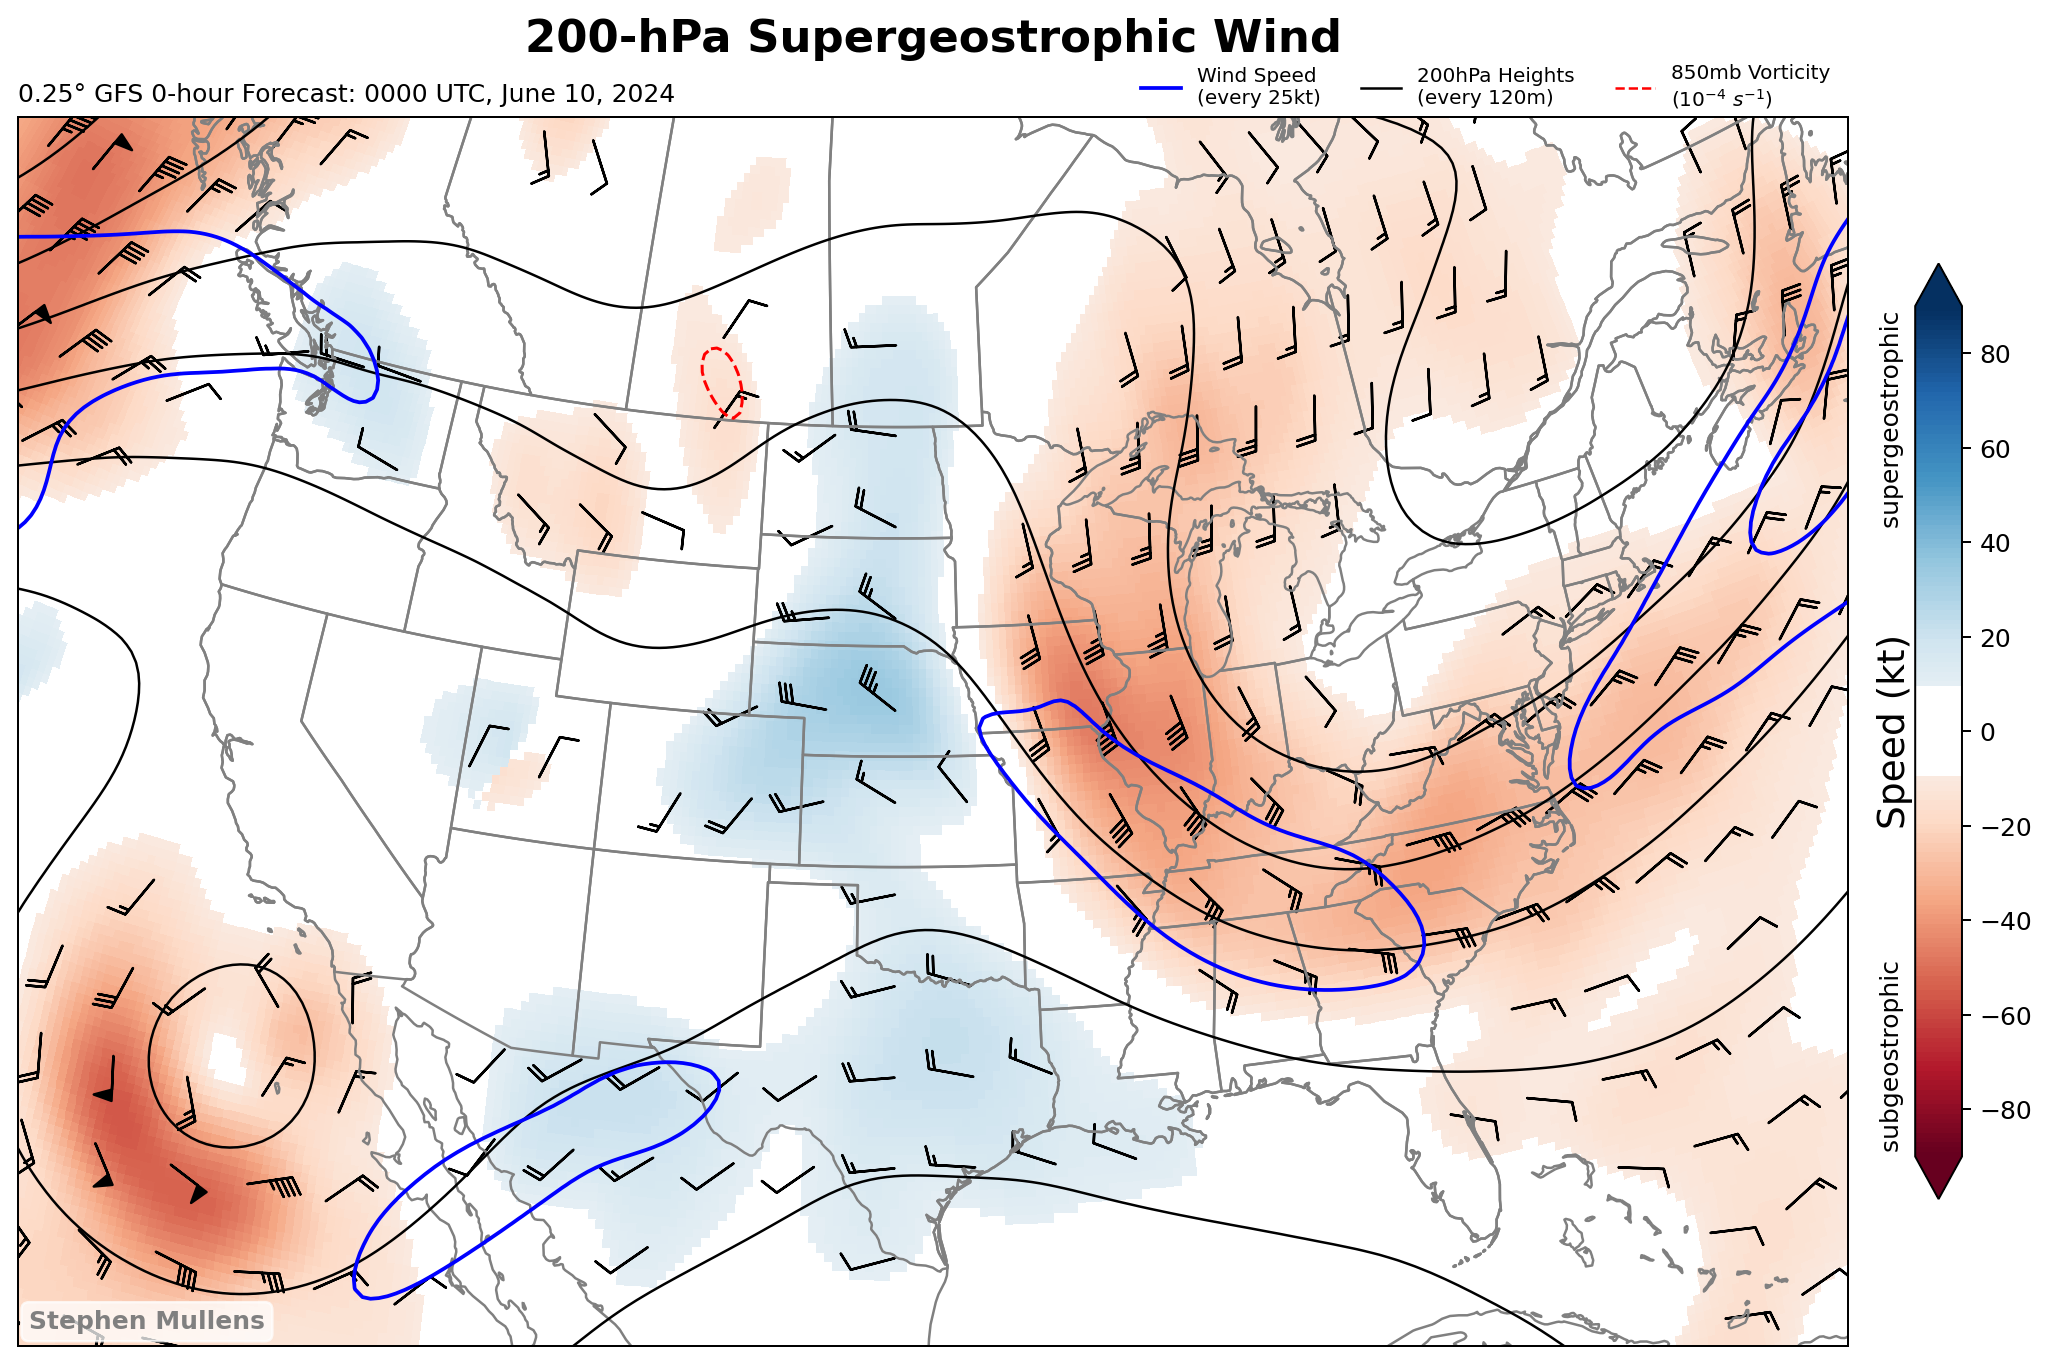 200-hPa Supergeostrophic Wind
0.25° GFS 0-hour Forecast: 0000 UTC, June 10, 2024
Wind Speed
(every 25kt)
200hPa Heights
(every 120m)
850mb Vorticity
(10⁻⁴ s⁻¹)
supergeostrophic
Speed (kt)
subgeostrophic
80
60
40
20
0
−20
−40
−60
−80
Stephen Mullens